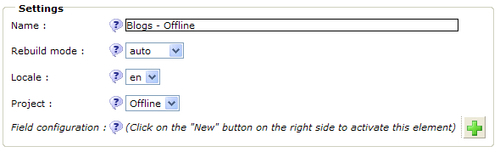 Settings
Name : ? Blogs - Offline
Rebuild mode : ? auto
Locale : ? en
Project : ? Offline
Field configuration : ? (Click on the "New" button on the right side to activate this element)